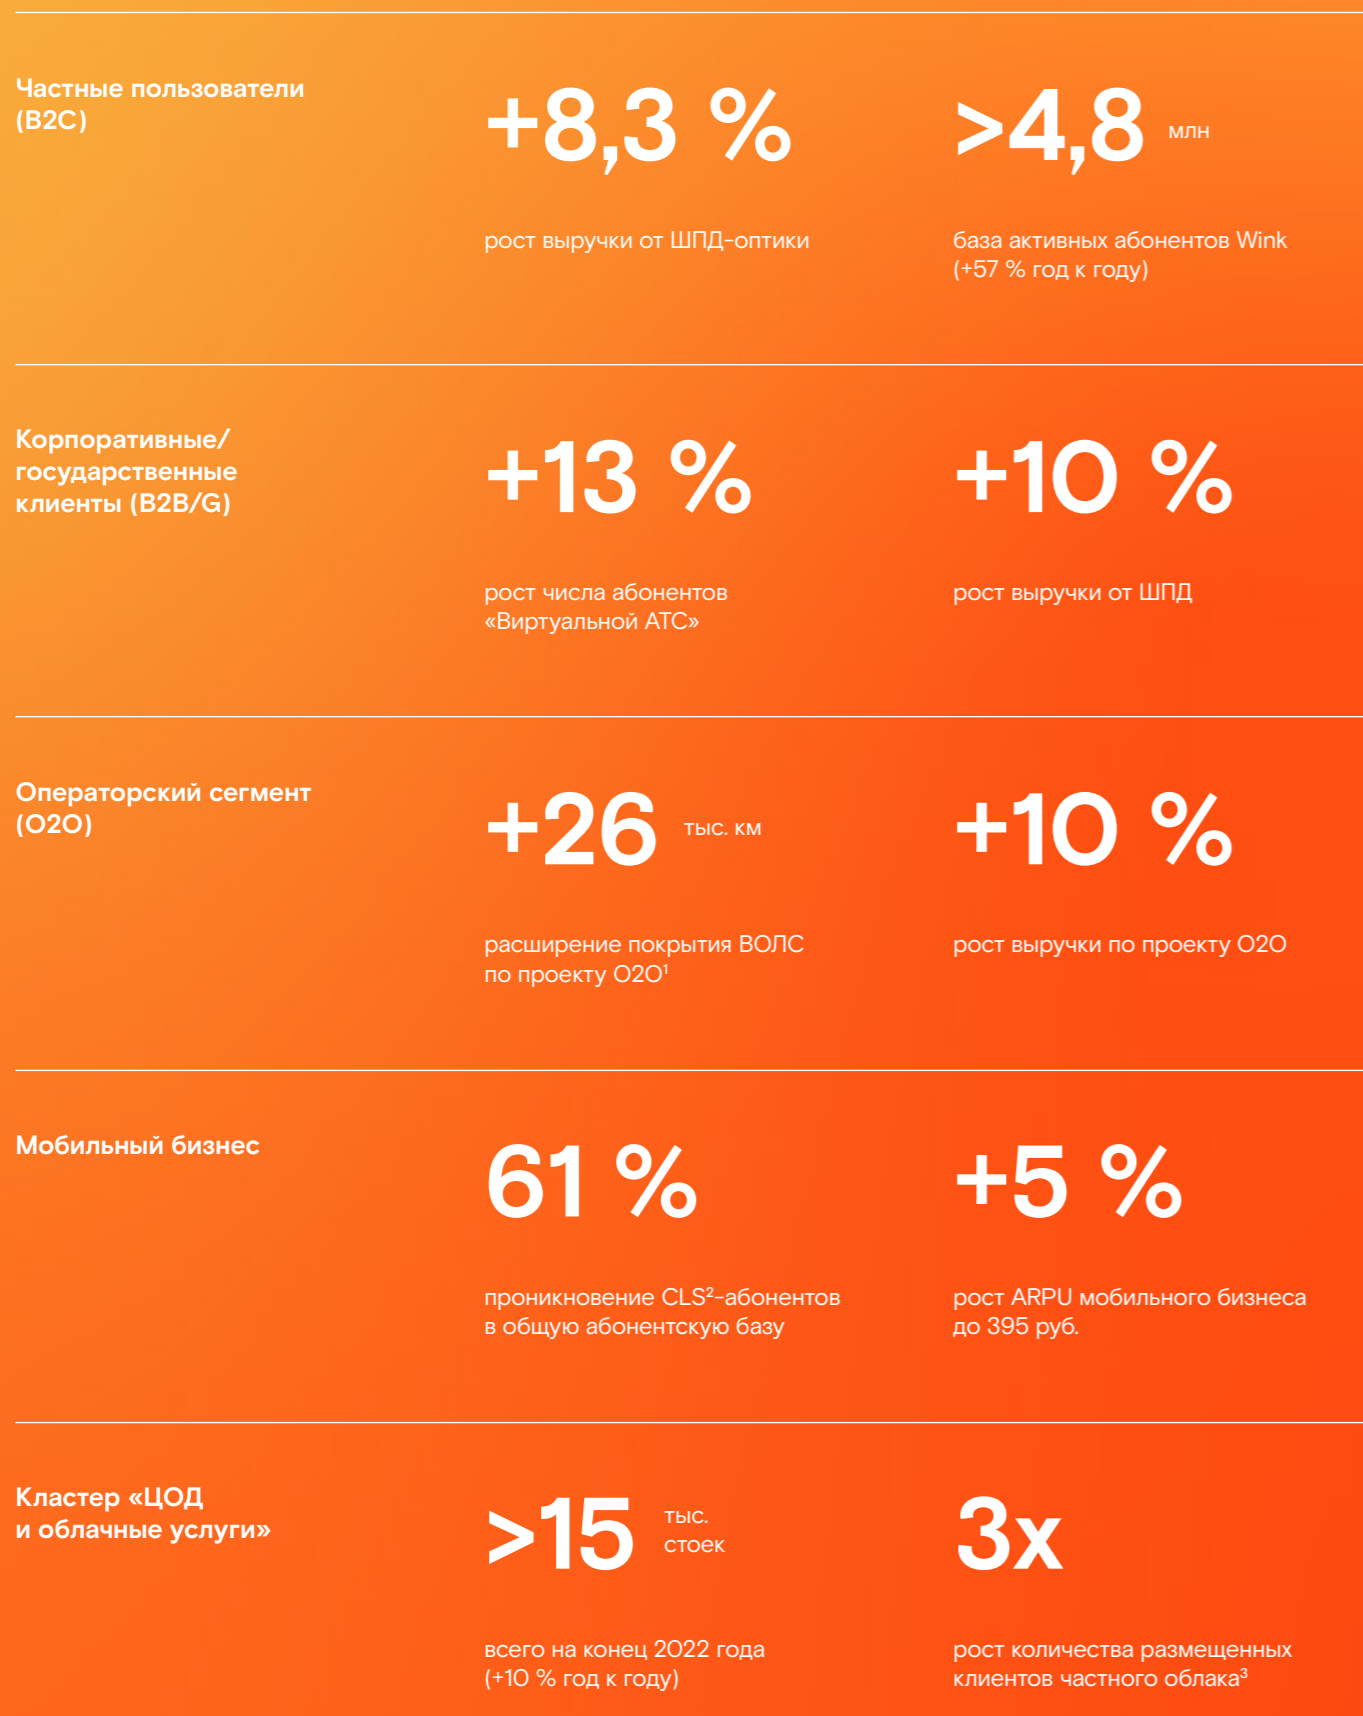 Частные пользователи
(B2C)
+8,3 %
рост выручки от ШПД-оптики
>4,8 млн
база активных абонентов Wink
(+57 % год к году)
Корпоративные/
государственные
клиенты (B2B/G)
+13 %
рост числа абонентов
«Виртуальной АТС»
+10 %
рост выручки от ШПД
Операторский сегмент
(О2О)
+26 тыс. км
расширение покрытия ВОЛС
по проекту О2О¹
+10 %
рост выручки по проекту О2О
Мобильный бизнес
61 %
проникновение CLS²-абонентов
в общую абонентскую базу
+5 %
рост ARPU мобильного бизнеса
до 395 руб.
Кластер «ЦОД
и облачные услуги»
>15 тыс.
стоек
всего на конец 2022 года
(+10 % год к году)
3х
рост количества размещенных
клиентов частного облака³